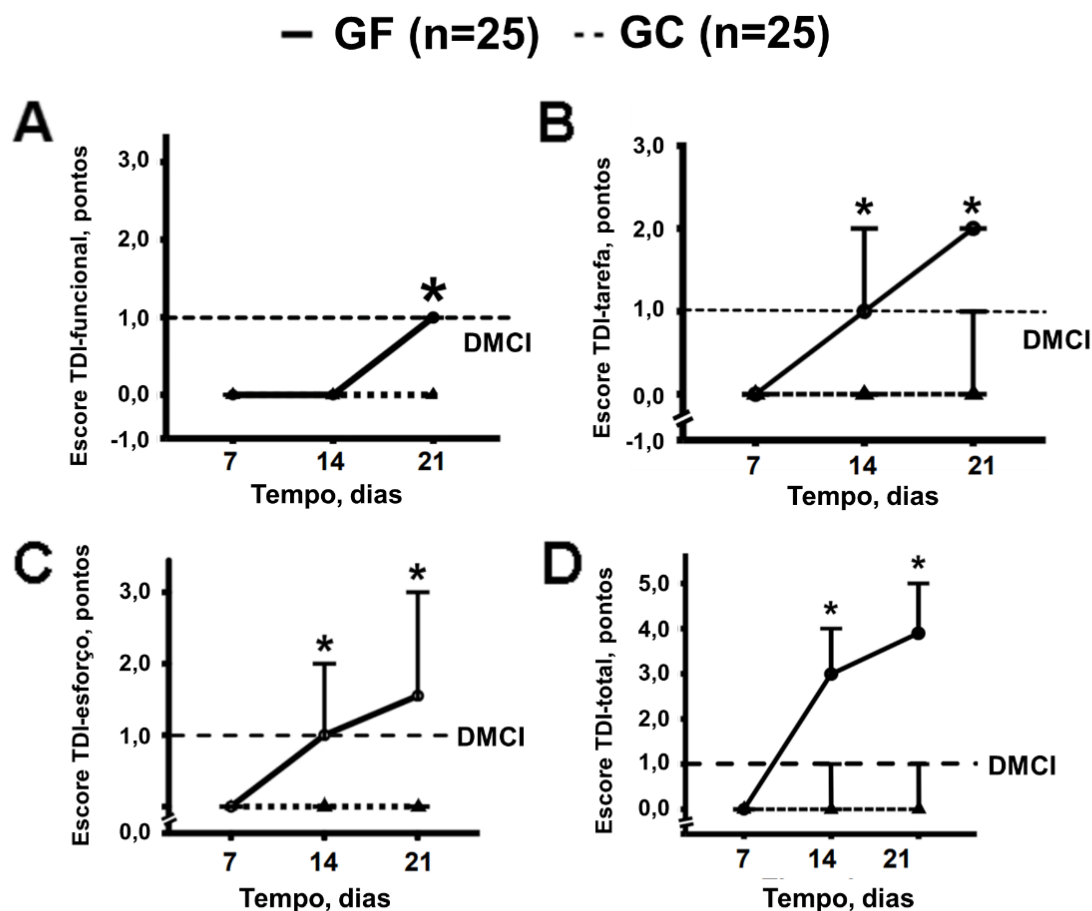 GF (n=25) GC (n=25)
A
Escore TDI-funcional, pontos
3,0
2,0
1,0
0,0
-1,0
*
DMCI
7 14 21
Tempo, dias
B
Escore TDI-tarefa, pontos
3,0
2,0
1,0
0,0
-1,0
* *
DMCI
7 14 21
Tempo, dias
C
Escore TDI-esforço, pontos
3,0
2,0
1,0
0,0
* *
DMCI
7 14 21
Tempo, dias
D
Escore TDI-total, pontos
5,0
4,0
3,0
2,0
1,0
0,0
* *
DMCI
7 14 21
Tempo, dias